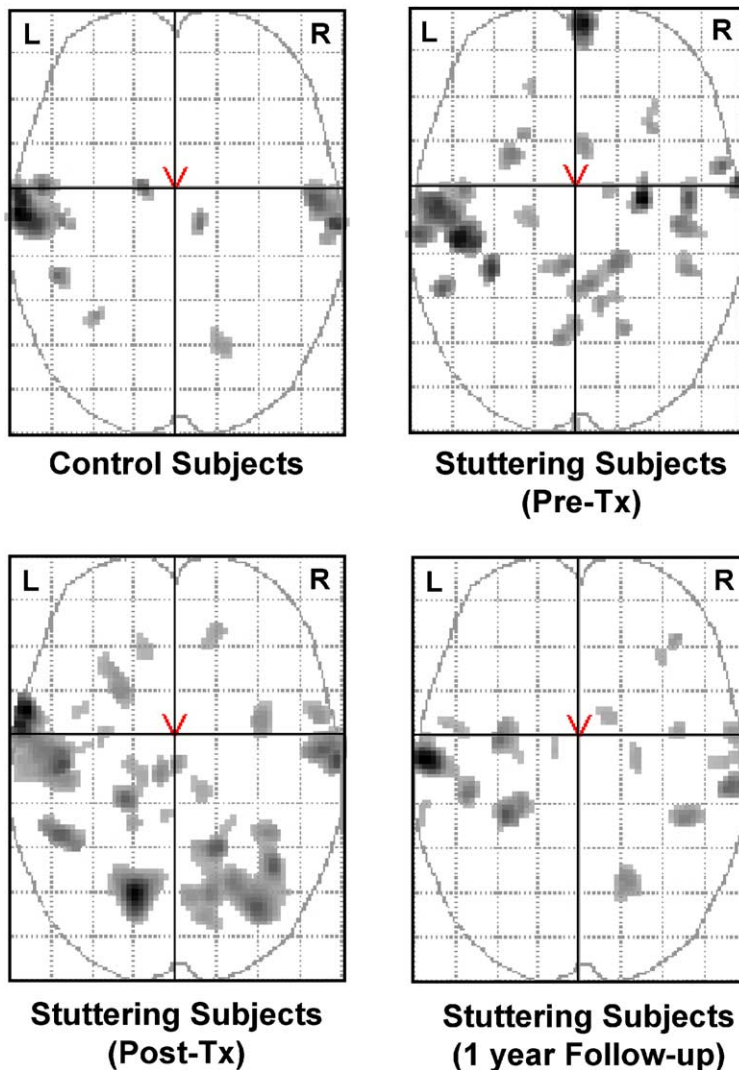 L R
L R
Control Subjects
Stuttering Subjects
(Pre-Tx)
L R
L R
Stuttering Subjects
(Post-Tx)
Stuttering Subjects
(1 year Follow-up)